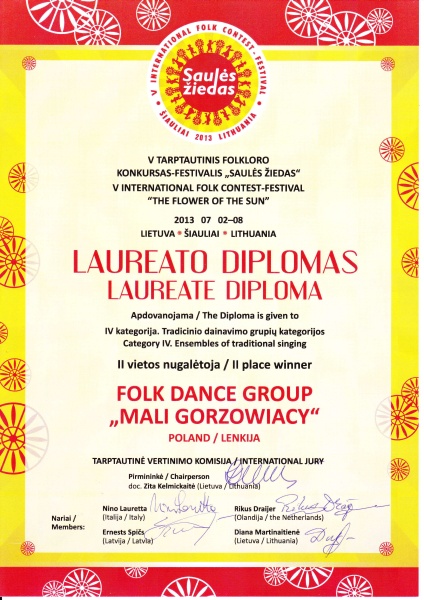 V INTERNATIONAL FOLK CONTEST-FESTIVAL
Saulės
žiedas
ŠIAULIAI 2013 LITHUANIA
V TARPTAUTINIS FOLKLORO
KONKURSAS-FESTIVALIS „SAULĖS ŽIEDAS"
V INTERNATIONAL FOLK CONTEST-FESTIVAL
"THE FLOWER OF THE SUN"
2013 07 02–08
LIETUVA * ŠIAULIAI * LITHUANIA
LAUREATO DIPLOMAS
LAUREATE DIPLOMA
Apdovanojama / The Diploma is given to
IV kategorija. Tradicinio dainavimo grupių kategorijos
Category IV. Ensembles of traditional singing
II vietos nugalėtoja / II place winner
FOLK DANCE GROUP
„MALI GORZOWIACY“
POLAND / LENKIJA
TARPTAUTINĖ VERTINIMO KOMISIJA / INTERNATIONAL JURY
Pirmininkė / Chairperson
doc. Zita Kelmickaitė (Lietuva / Lithuania)
Nariai /
Members:
Nino Lauretta
(Italija / Italy)
Rikus Draijer
(Olandija / the Netherlands)
Ernests Spičs
(Latvija / Latvia)
Diana Martinaitienė
(Lietuva / Lithuania)